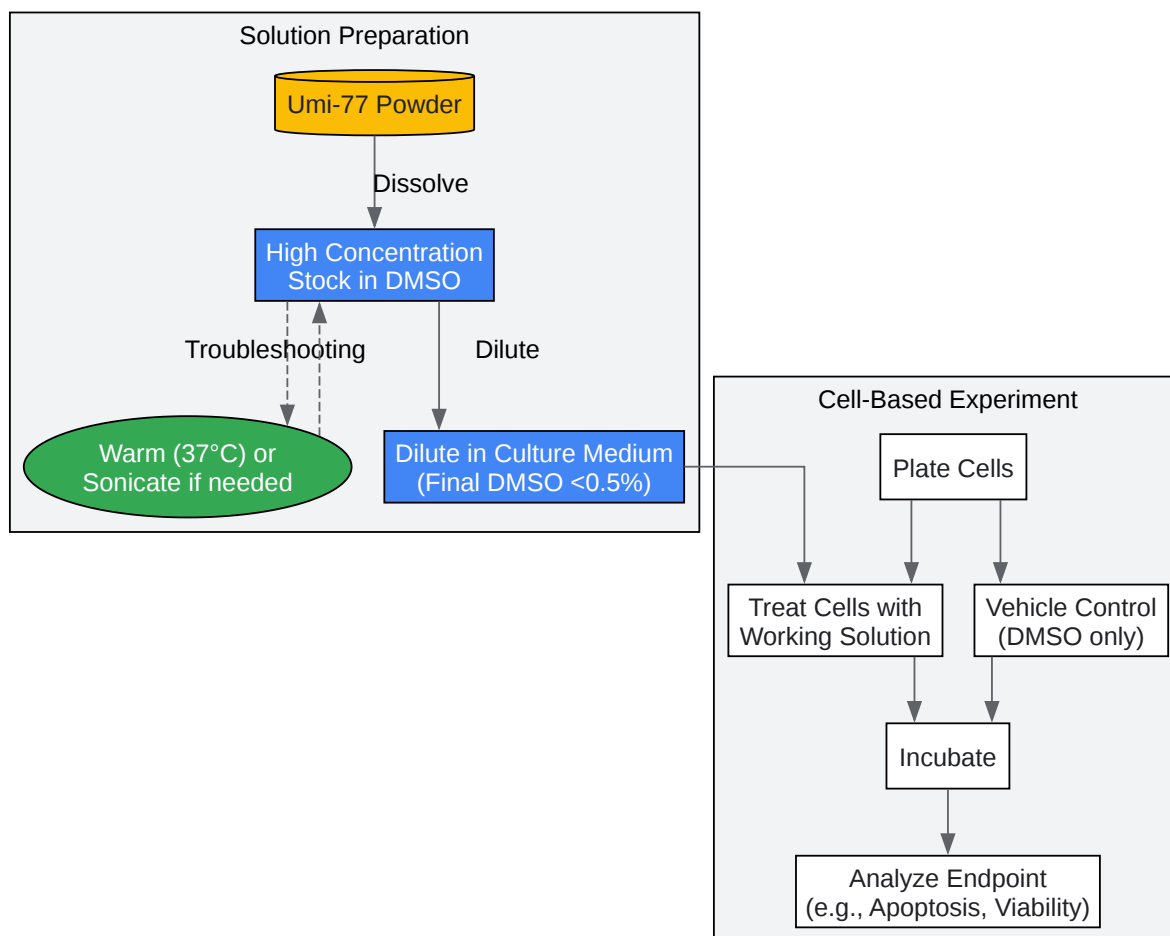 Solution Preparation
Umi-77 Powder
Dissolve
High Concentration
Stock in DMSO
Troubleshooting
Dilute
Warm (37°C) or
Sonicate if needed
Dilute in Culture Medium
(Final DMSO <0.5%)
Cell-Based Experiment
Plate Cells
Treat Cells with
Working Solution
Vehicle Control
(DMSO only)
Incubate
Analyze Endpoint
(e.g., Apoptosis, Viability)